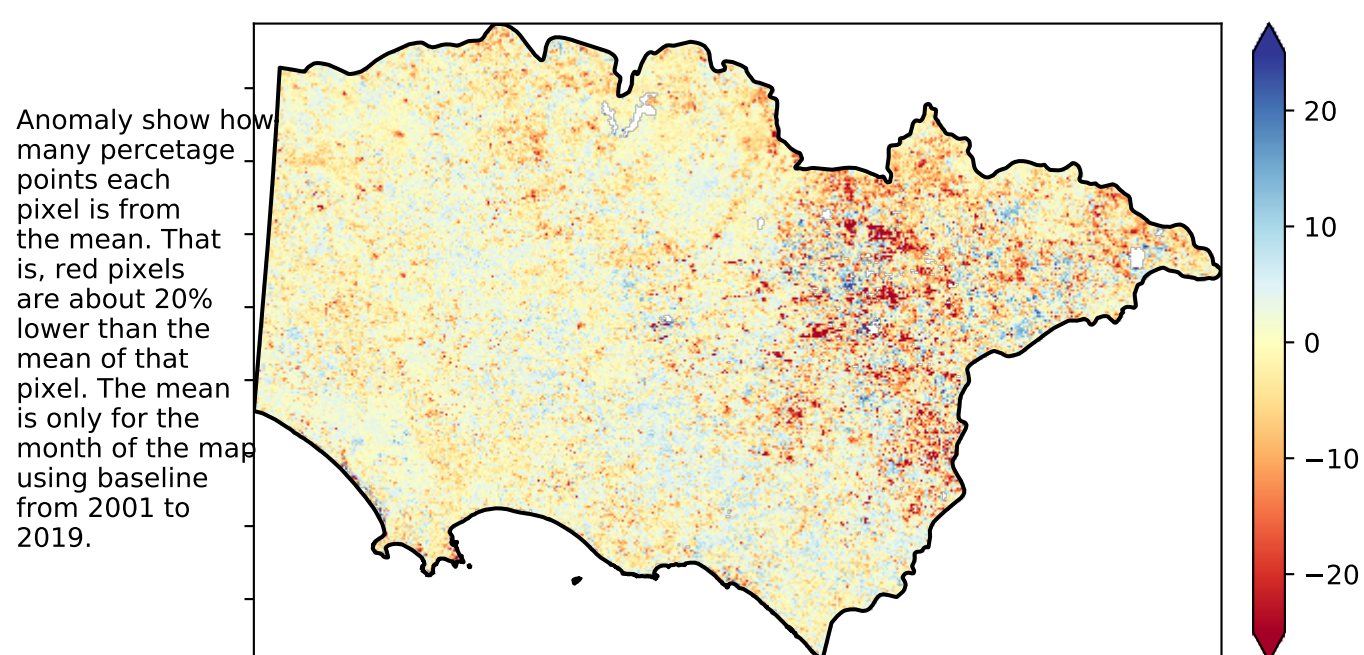 Anomaly show how
many percetage
points each
pixel is from
the mean. That
is, red pixels
are about 20%
lower than the
mean of that
pixel. The mean
is only for the
month of the map
using baseline
from 2001 to
2019.
20
10
0
−10
−20